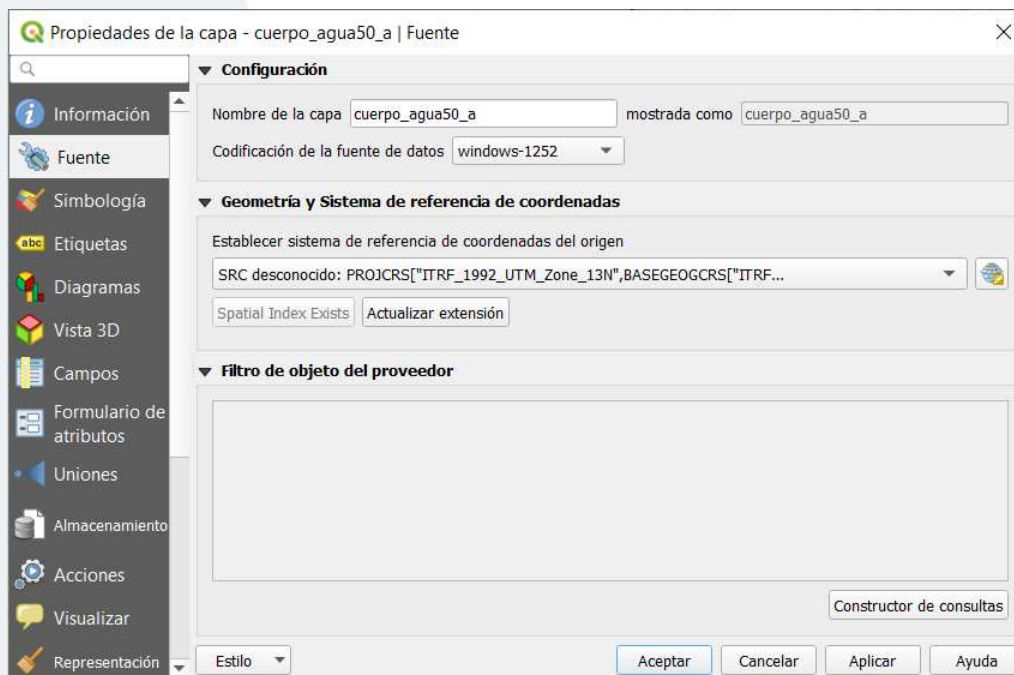 Propiedades de la capa - cuerpo_agua50_a | Fuente
Información
Fuente
Simbología
abc Etiquetas
Diagramas
Vista 3D
Campos
Formulario de
atributos
Uniones
Almacenamiento
Acciones
Visualizar
Representación
Configuración
Nombre de la capa cuerpo_agua50_a mostrada como cuerpo_agua50_a
Codificación de la fuente de datos windows-1252
Geometría y Sistema de referencia de coordenadas
Establecer sistema de referencia de coordenadas del origen
SRC desconocido: PROJCRS["ITRF_1992_UTM_Zone_13N",BASEGEOGCRS["ITRF...
Spatial Index Exists Actualizar extensión
Filtro de objeto del proveedor
Constructor de consultas
Estilo Aceptar Cancelar Aplicar Ayuda